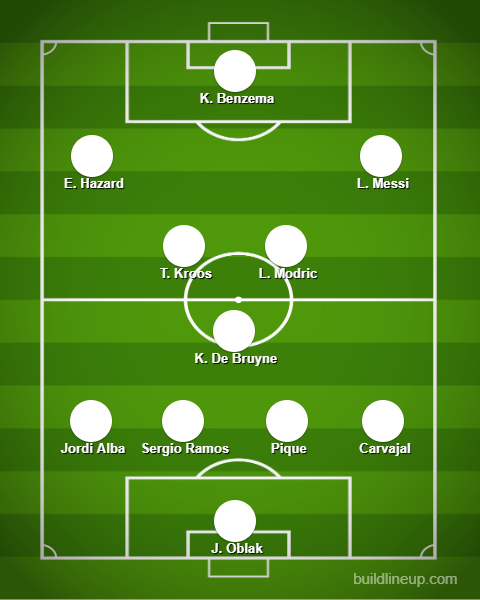 K. Benzema
E. Hazard
L. Messi
T. Kroos
L. Modric
K. De Bruyne
Jordi Alba
Sergio Ramos
Pique
Carvajal
J. Oblak
buildlineup.com